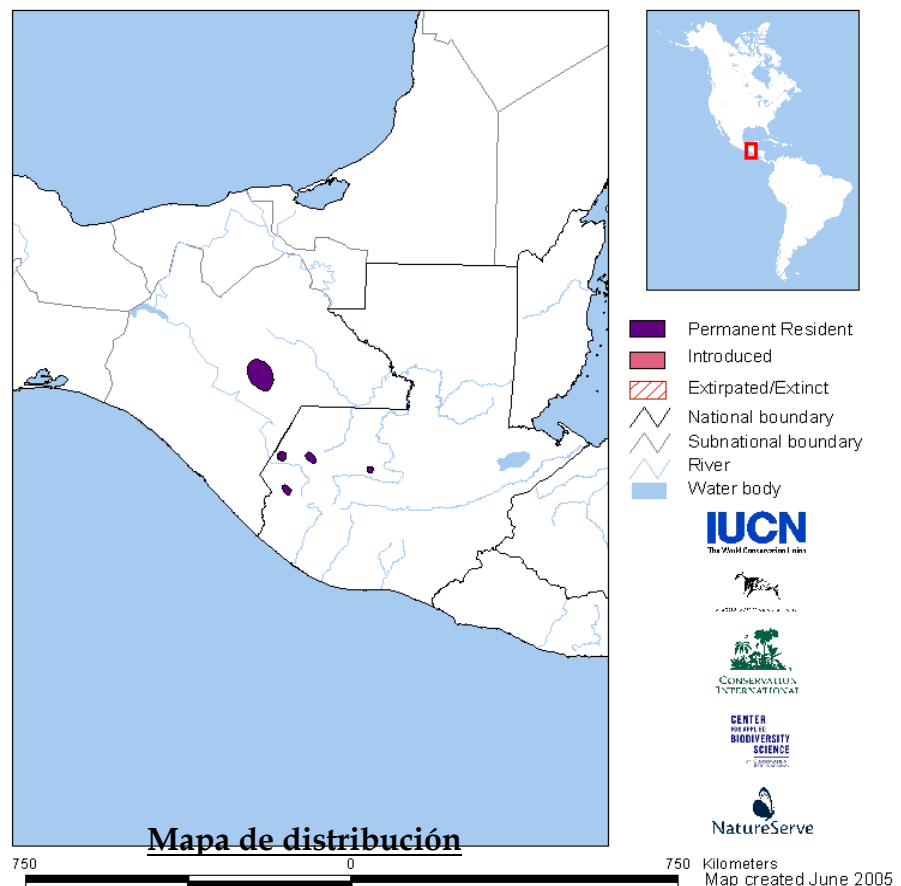 Permanent Resident
Introduced
Extirpated/Extinct
National boundary
Subnational boundary
River
Water body
IUCN
The World Conservation Union
CONSERVATION
INTERNATIONAL
CENTER
FOR APPLIED
BIODIVERSITY
SCIENCE
NatureServe
Mapa de distribución
750 0 750 Kilometers
Map created June 2005